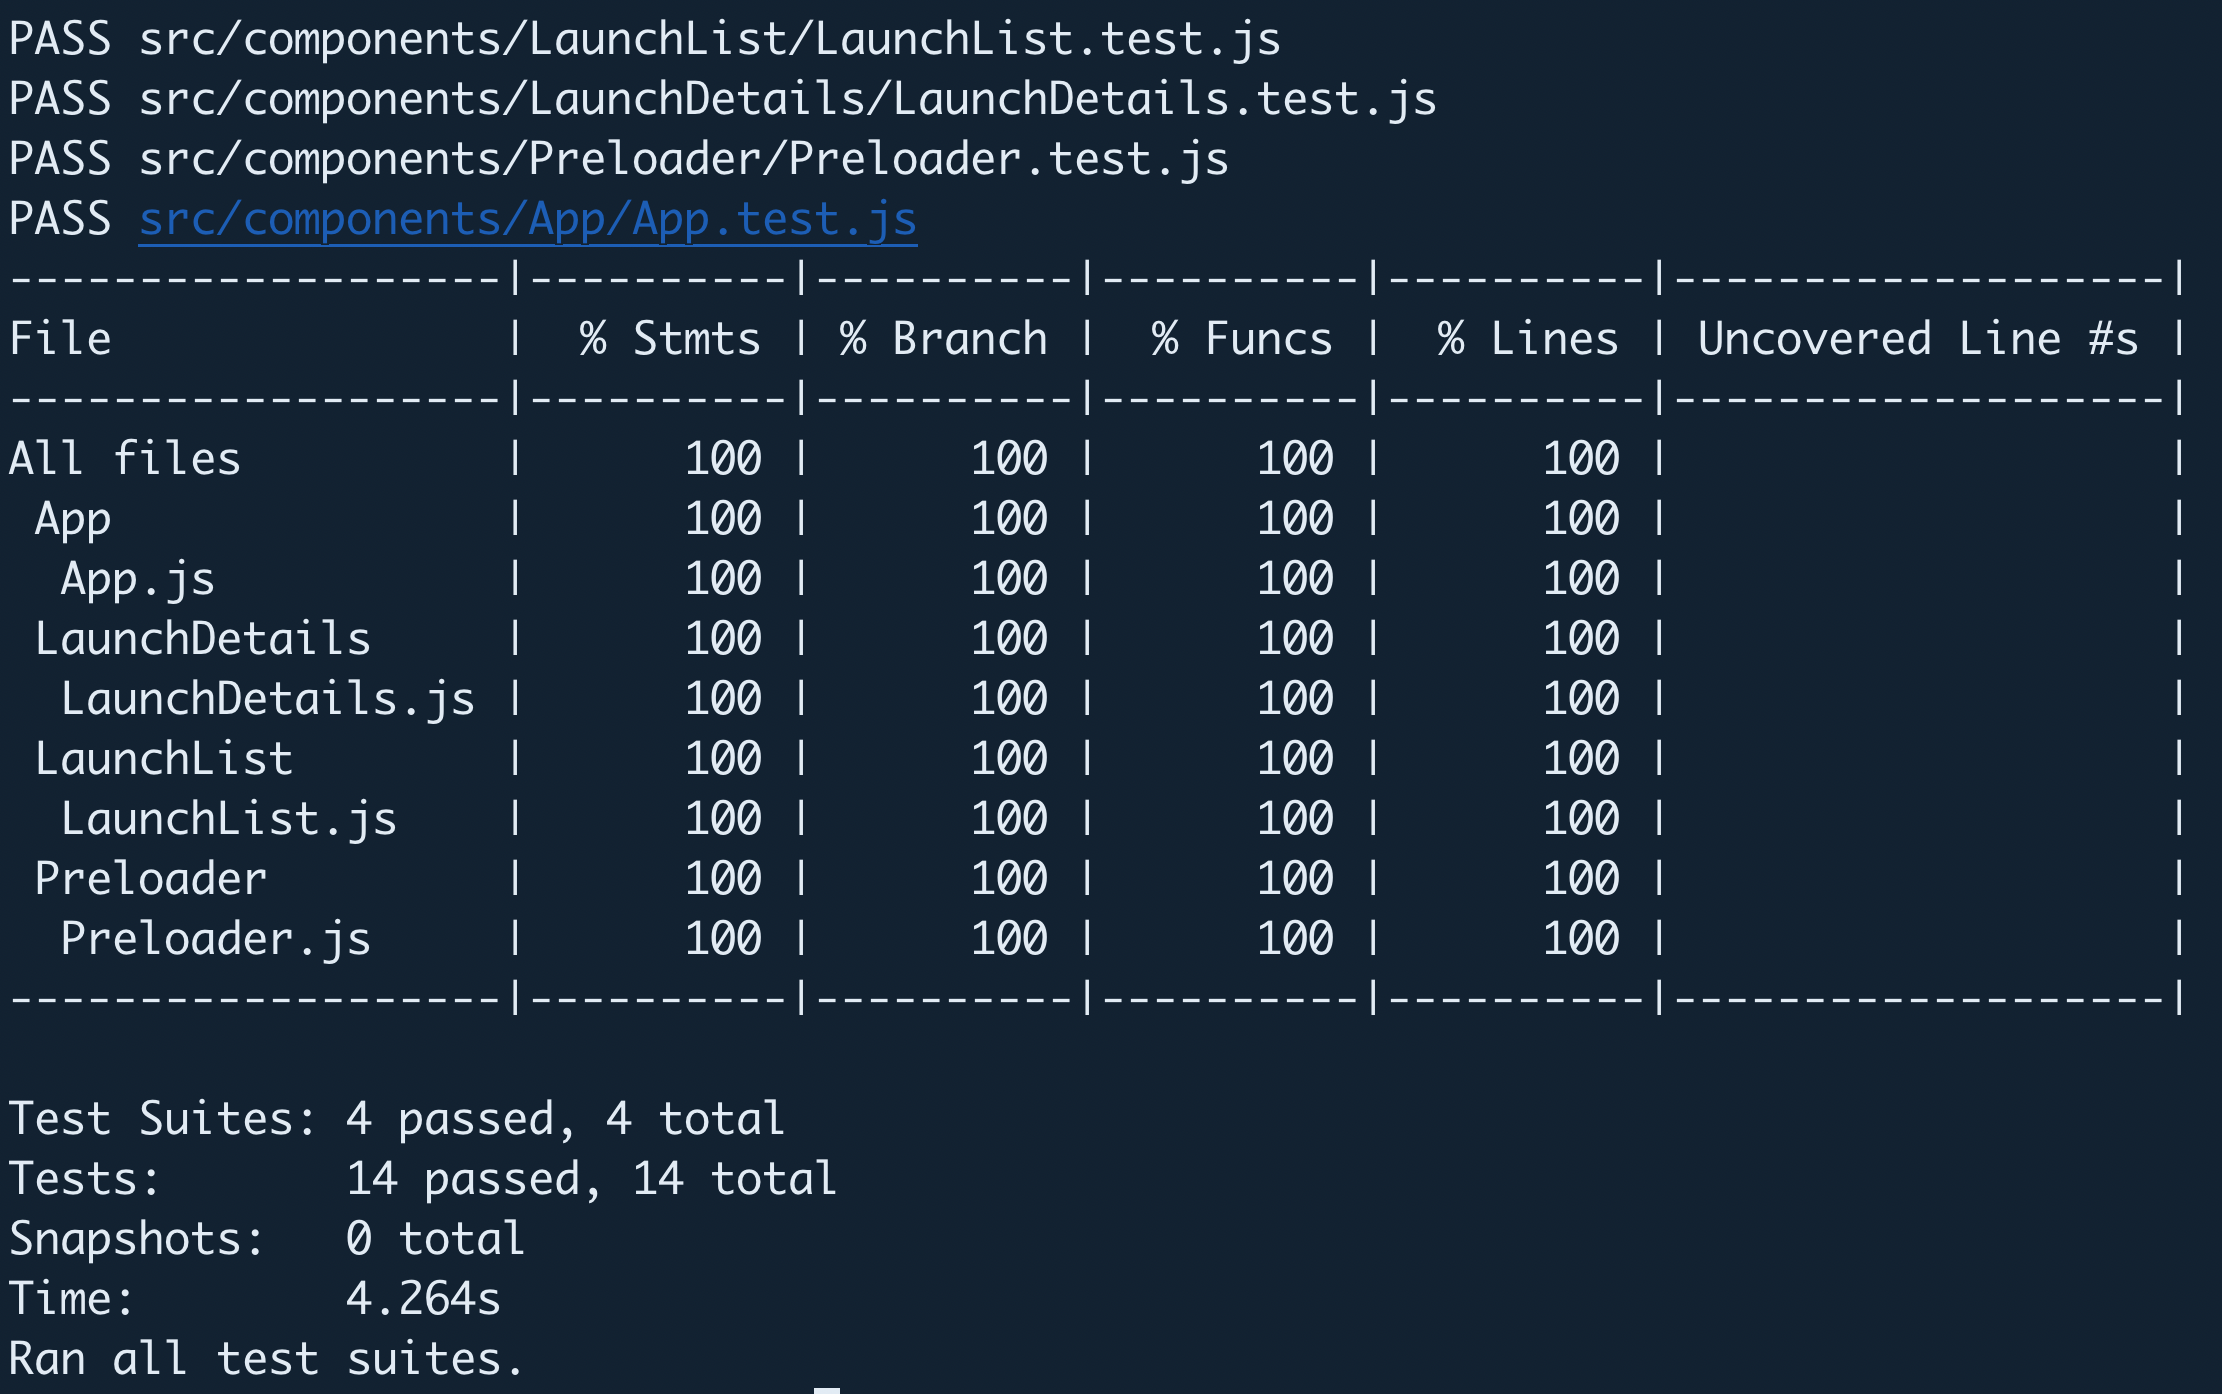 PASS src/components/LaunchList/LaunchList.test.js
PASS src/components/LaunchDetails/LaunchDetails.test.js
PASS src/components/Preloader/Preloader.test.js
PASS src/components/App/App.test.js
-------------------|----------|----------|----------|----------|-------------------|
File               |  % Stmts | % Branch |  % Funcs |  % Lines | Uncovered Line #s |
-------------------|----------|----------|----------|----------|-------------------|
All files          |      100 |      100 |      100 |      100 |                   |
 App               |      100 |      100 |      100 |      100 |                   |
  App.js           |      100 |      100 |      100 |      100 |                   |
 LaunchDetails     |      100 |      100 |      100 |      100 |                   |
  LaunchDetails.js |      100 |      100 |      100 |      100 |                   |
 LaunchList        |      100 |      100 |      100 |      100 |                   |
  LaunchList.js    |      100 |      100 |      100 |      100 |                   |
 Preloader         |      100 |      100 |      100 |      100 |                   |
  Preloader.js     |      100 |      100 |      100 |      100 |                   |
-------------------|----------|----------|----------|----------|-------------------|
Test Suites: 4 passed, 4 total
Tests:       14 passed, 14 total
Snapshots:   0 total
Time:        4.264s
Ran all test suites.